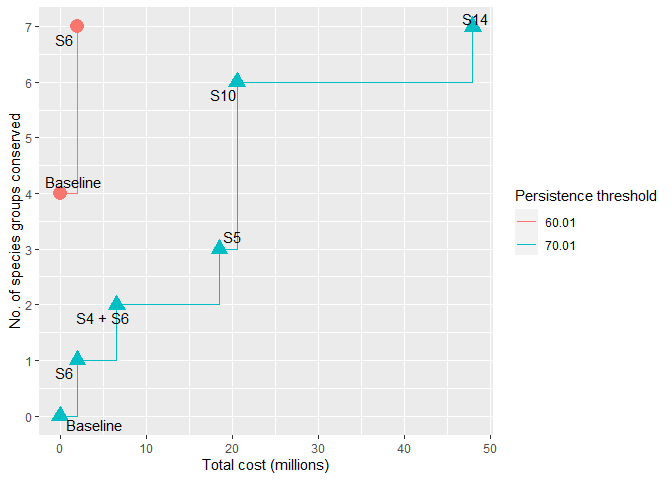 7
6
5
4
3
2
1
0
No. of species groups conserved
S6
Baseline
S14
S10
S5
S4 + S6
S6
Baseline
0 10 20 30 40 50
Total cost (millions)
Persistence threshold
60.01
70.01